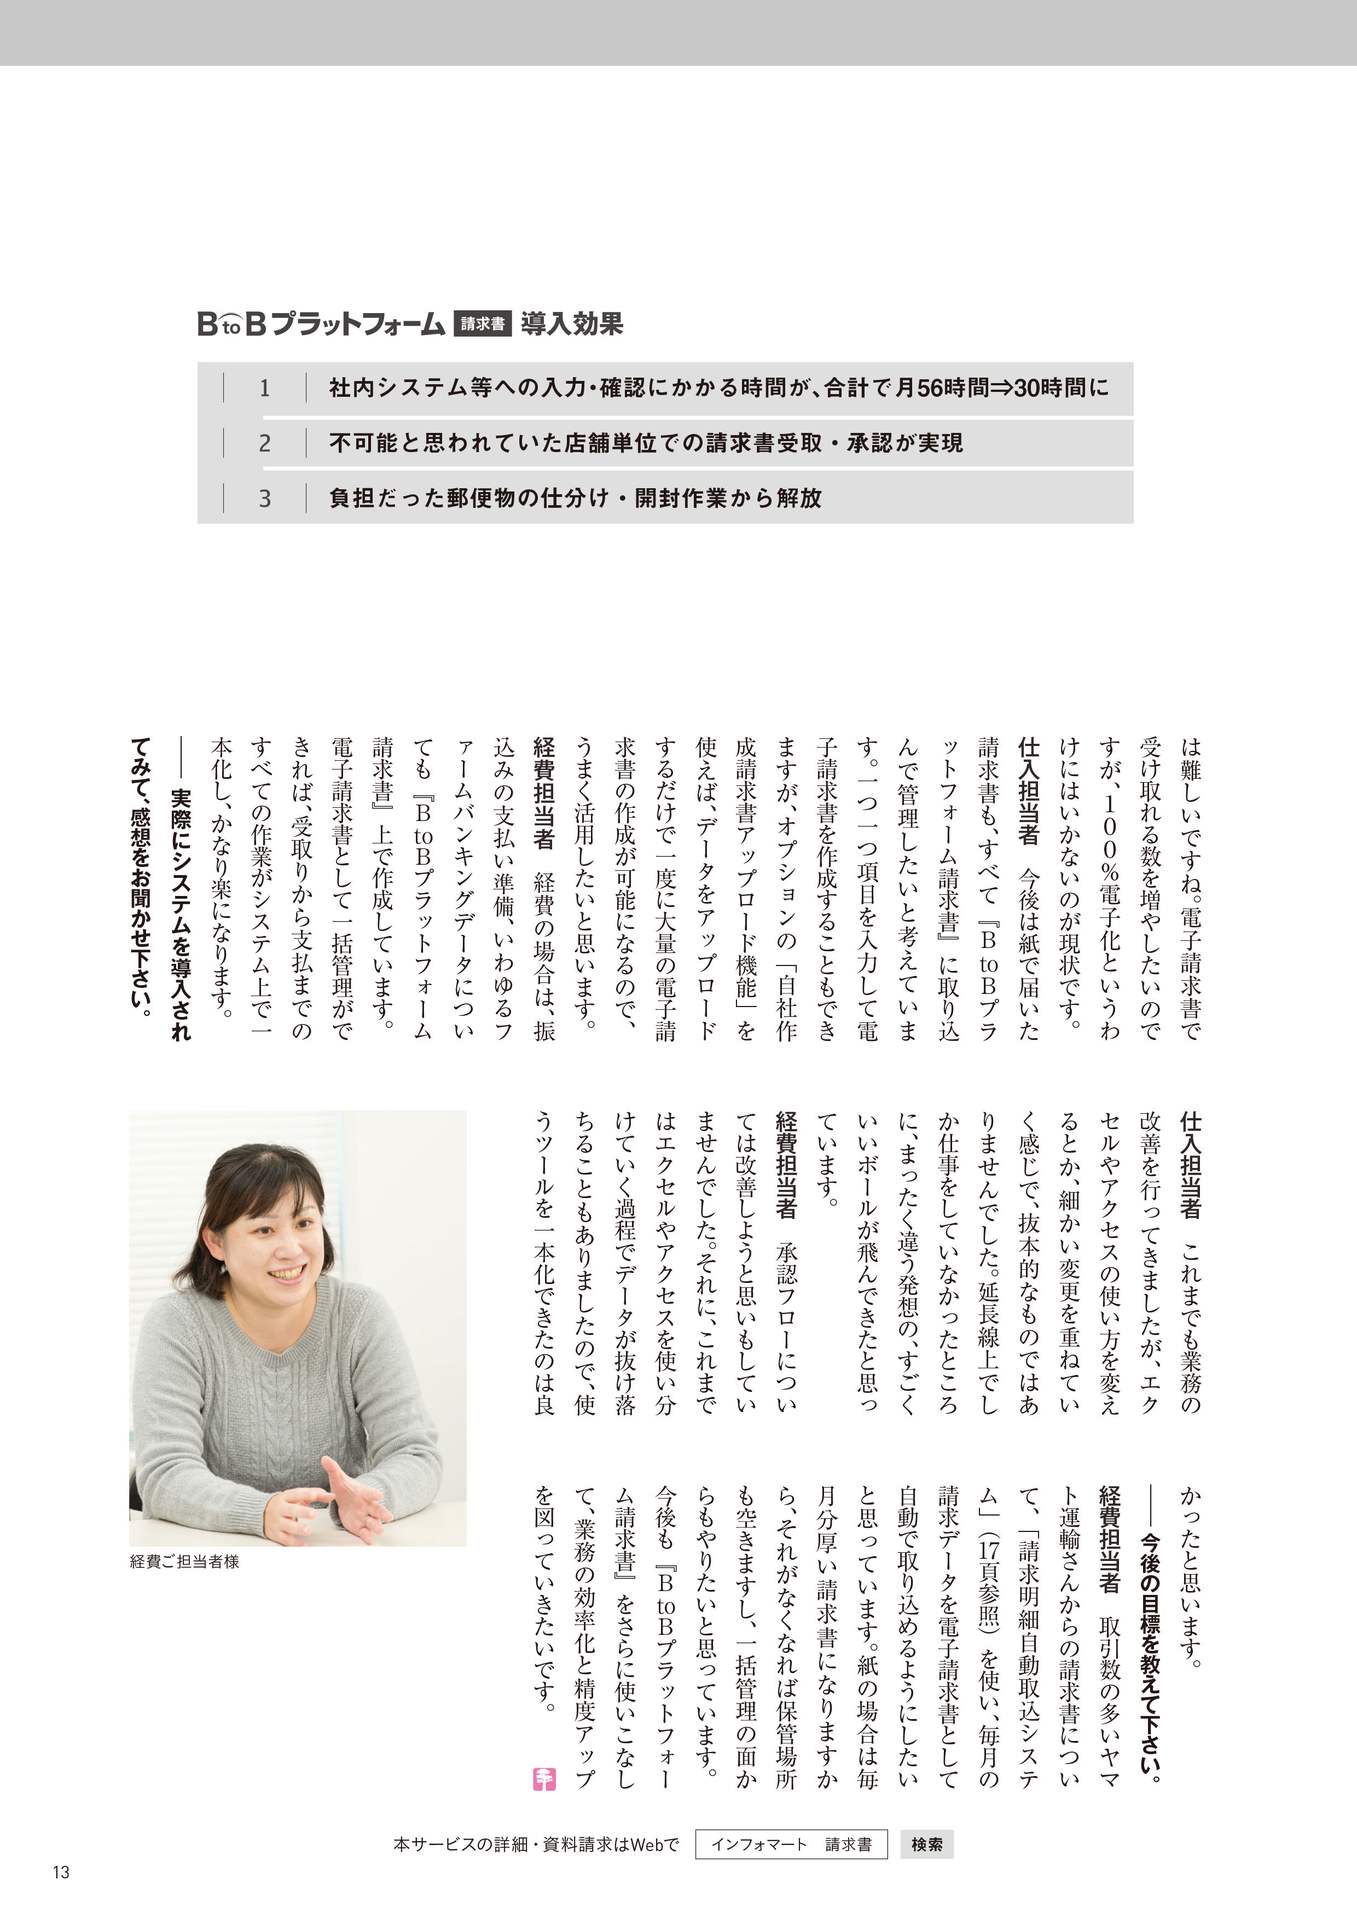 BtoBプラットフォーム 請求書 導入効果
1 社内システム等への入力・確認にかかる時間が、合計で月56時間⇒30時間に
2 不可能と思われていた店舗単位での請求書受取・承認が実現
3 負担だった郵便物の仕分け・開封作業から解放
は難しいですね。電子請求書で
受け取れる数を増やしたいので
すが、100%電子化というわ
けにはいかないのが現状です。
仕入担当者　今後は紙で届いた
請求書も、すべて『BtoBプラ
ットフォーム請求書』に取り込
んで管理したいと考えていま
す。一つ一つ項目を入力して電
子請求書を作成することもでき
ますが、オプションの「自社作
成請求書アップロード機能」を
使えば、データをアップロード
するだけで一度に大量の電子請
求書の作成が可能になるので、
うまく活用したいと思います。
経費担当者　経費の場合は、振
込みの支払い準備、いわゆるフ
ァームバンキングデータについ
ても『BtoBプラットフォーム
請求書』上で作成しています。
電子請求書として一括管理がで
きれば、受取りから支払までの
すべての作業がシステム上で一
本化し、かなり楽になります。
――実際にシステムを導入され
てみて、感想をお聞かせ下さい。
仕入担当者　これまでも業務の
改善を行ってきましたが、エク
セルやアクセスの使い方を変え
るとか、細かい変更を重ねてい
く感じで、抜本的なものではあ
りませんでした。延長線上でし
か仕事をしていなかったところ
に、まったく違う発想の、すごく
いいボールが飛んできたと思っ
ています。
経費担当者　承認フローについ
ては改善しようと思いもしてい
ませんでした。それに、これまで
はエクセルやアクセスを使い分
けていく過程でデータが抜け落
ちることもありましたので、使
うツールを一本化できたのは良
かったと思います。
――今後の目標を教えて下さい。
経費担当者　取引数の多いヤマ
ト運輸さんからの請求書につい
て、「請求明細自動取込システ
ム」（17頁参照）を使い、毎月の
請求データを電子請求書として
自動で取り込めるようにしたい
と思っています。紙の場合は毎
月分厚い請求書になりますか
ら、それがなくなれば保管場所
も空きますし、一括管理の面か
らもやりたいと思っています。
今後も『BtoBプラットフォー
ム請求書』をさらに使いこなし
て、業務の効率化と精度アップ
を図っていきたいです。
経費ご担当者様
本サービスの詳細・資料請求はWebで インフォマート　請求書 検索
13